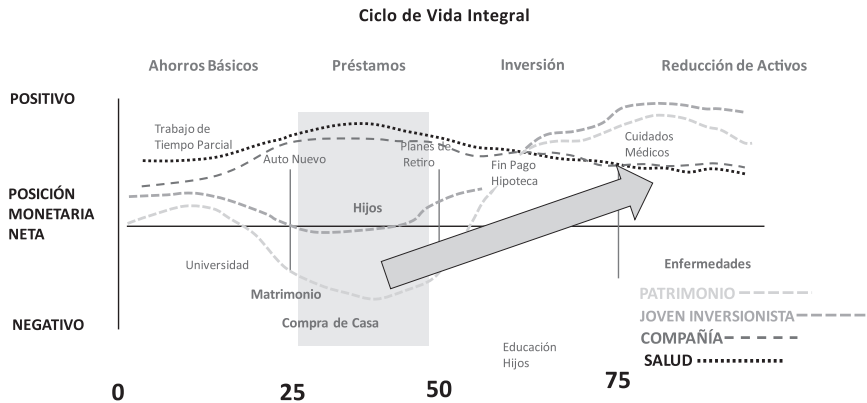 Ciclo de Vida Integral
Ahorros Básicos
Préstamos
Inversión
Reducción de Activos
POSITIVO
Trabajo de
Tiempo Parcial
Auto Nuevo
Planes de
Retiro
Cuidados
Médicos
Fin Pago
Hipoteca
POSICIÓN
MONETARIA
NETA
Hijos
Universidad
Enfermedades
Matrimonio
PATRIMONIO
JOVEN INVERSIONISTA
NEGATIVO
Compra de Casa
COMPAÑÍA
Educación
Hijos
SALUD
0
25
50
75